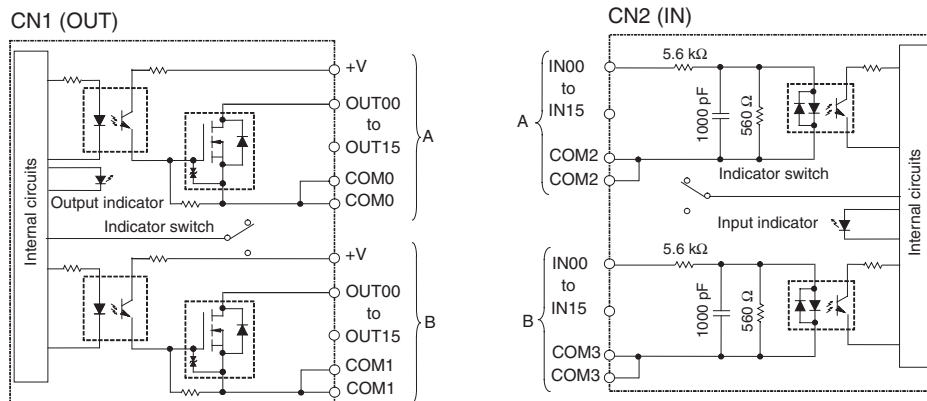 CN1 (OUT)
Internal circuits
+V
OUT00
to
OUT15
COM0
COM0
A
Output indicator
Indicator switch
+V
OUT00
to
OUT15
COM1
COM1
B
CN2 (IN)
A
IN00
to
IN15
COM2
COM2
5.6 kΩ
1000 pF
560 Ω
Indicator switch
Input indicator
Internal circuits
B
IN00
to
IN15
COM3
COM3
5.6 kΩ
1000 pF
560 Ω